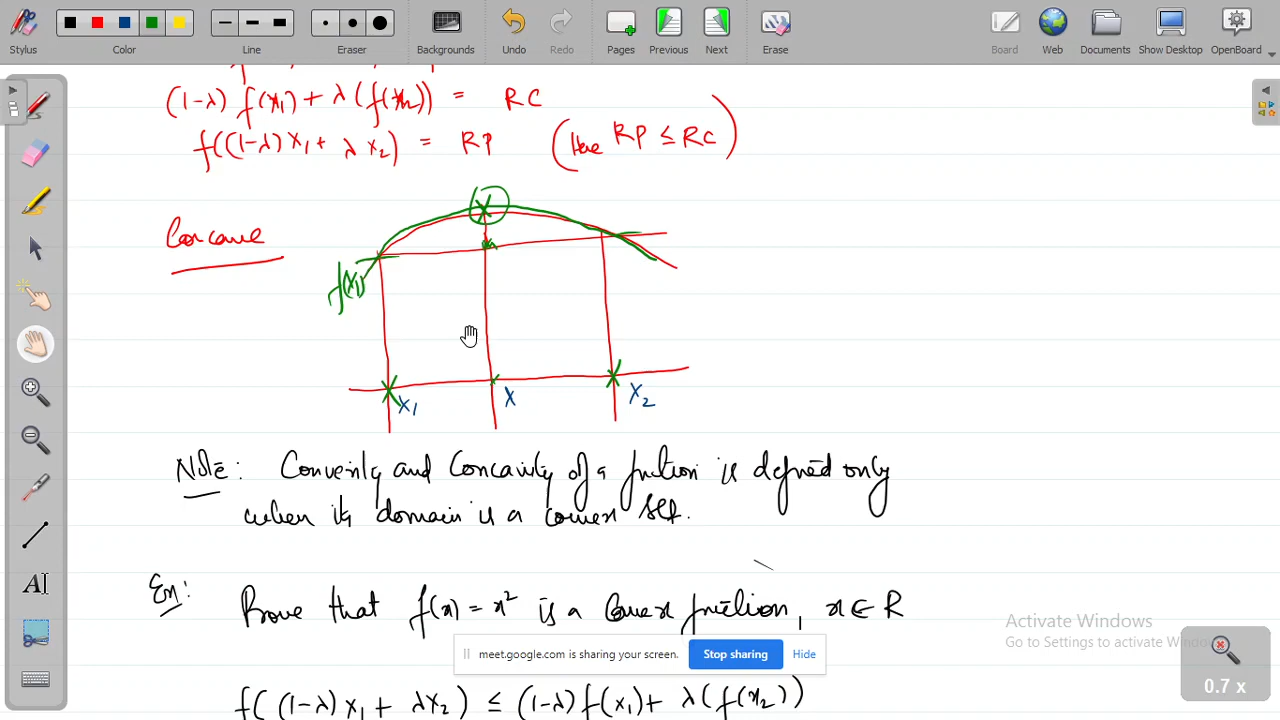 Stylus Color Line Eraser Backgrounds Undo Redo Pages Previous Next Erase Board Web Documents Show Desktop OpenBoard
(1-λ) f(x1) + λ(f(x2)) = RC
f((1-λ) x1 + λ x2) = RP (Here RP ≤ RC)
Concave
f(x)
x1 x x2
Note: Convexity and Concavity of a function is defined only
when its domain is a convex set.
Ex:
Prove that f(x) = x² is a convex function, x ∈ R
Activate Windows
Go to Settings to activate Windows
meet.google.com is sharing your screen. Stop sharing Hide
0.7 x
f((1-λ) x1 + λx2) ≤ (1-λ) f(x1) + λ(f(x2))